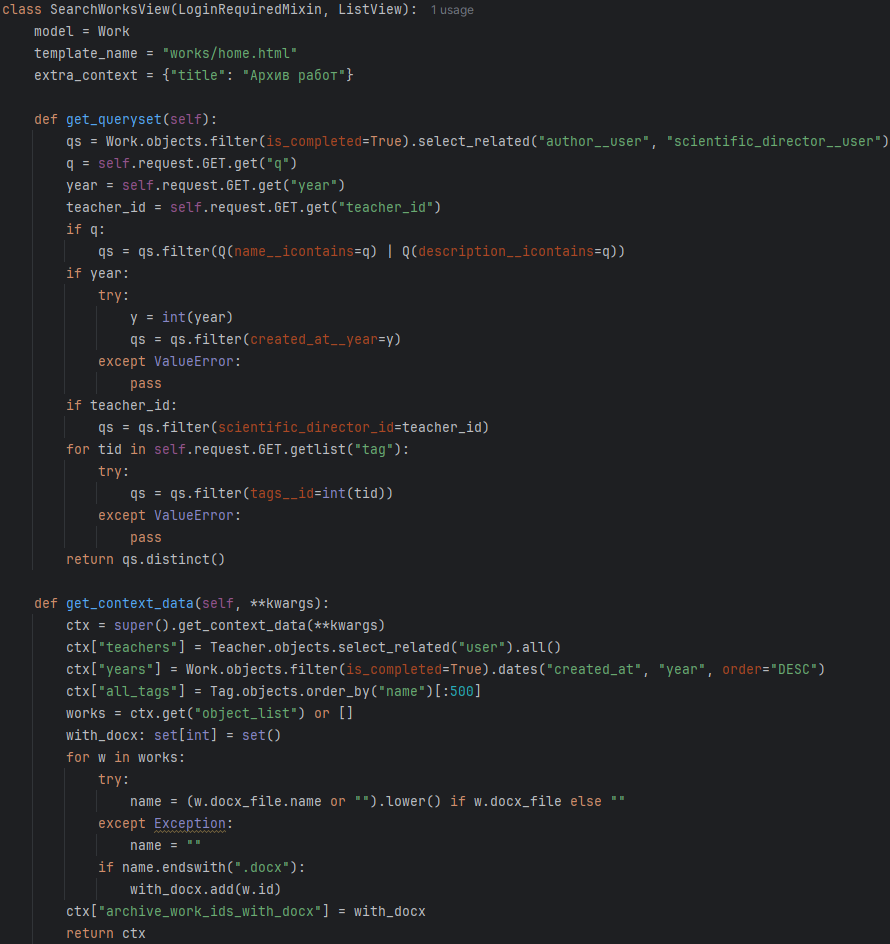 class SearchWorksView(LoginRequiredMixin, ListView):  1 usage
    model = Work
    template_name = "works/home.html"
    extra_context = {"title": "Архив работ"}

    def get_queryset(self):
        qs = Work.objects.filter(is_completed=True).select_related("author__user", "scientific_director__user")
        q = self.request.GET.get("q")
        year = self.request.GET.get("year")
        teacher_id = self.request.GET.get("teacher_id")
        if q:
            qs = qs.filter(Q(name__icontains=q) | Q(description__icontains=q))
        if year:
            try:
                y = int(year)
                qs = qs.filter(created_at__year=y)
            except ValueError:
                pass
        if teacher_id:
            qs = qs.filter(scientific_director_id=teacher_id)
        for tid in self.request.GET.getlist("tag"):
            try:
                qs = qs.filter(tags__id=int(tid))
            except ValueError:
                pass
        return qs.distinct()

    def get_context_data(self, **kwargs):
        ctx = super().get_context_data(**kwargs)
        ctx["teachers"] = Teacher.objects.select_related("user").all()
        ctx["years"] = Work.objects.filter(is_completed=True).dates("created_at", "year", order="DESC")
        ctx["all_tags"] = Tag.objects.order_by("name")[:500]
        works = ctx.get("object_list") or []
        with_docx: set[int] = set()
        for w in works:
            try:
                name = (w.docx_file.name or "").lower() if w.docx_file else ""
            except Exception:
                name = ""
            if name.endswith(".docx"):
                with_docx.add(w.id)
        ctx["archive_work_ids_with_docx"] = with_docx
        return ctx